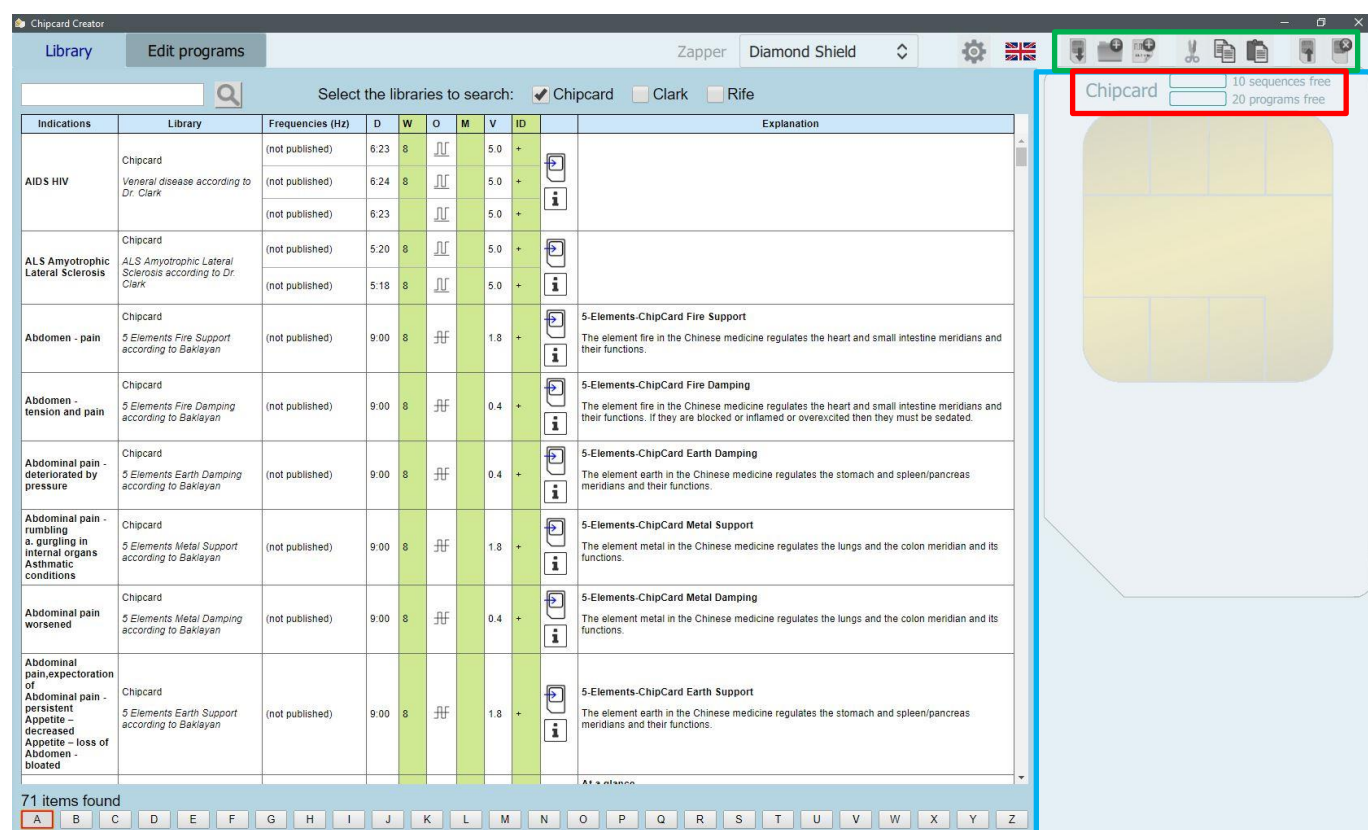 Chipcard Creator
Library
Edit programs
Zapper
Diamond Shield
Select the libraries to search:
Chipcard
Clark
Rife
Chipcard
10 sequences free
20 programs free
Indications
Library
Frequencies (Hz)
D
W
O
M
V
ID
Explanation
AIDS HIV
Chipcard
Veneral disease according to
Dr. Clark
(not published)
6:23
8
5.0
+
(not published)
6:24
8
5.0
+
(not published)
6:23
5.0
+
i
ALS Amyotrophic
Lateral Sclerosis
Chipcard
ALS Amyotrophic Lateral
Sclerosis according to Dr.
Clark
(not published)
5:20
8
5.0
+
(not published)
5:18
8
5.0
+
i
Abdomen - pain
Chipcard
5 Elements Fire Support
according to Baklayan
(not published)
9:00
8
1.8
+
i
5-Elements-ChipCard Fire Support
The element fire in the Chinese medicine regulates the heart and small intestine meridians and
their functions.
Abdomen -
tension and pain
Chipcard
5 Elements Fire Damping
according to Baklayan
(not published)
9:00
8
0.4
+
i
5-Elements-ChipCard Fire Damping
The element fire in the Chinese medicine regulates the heart and small intestine meridians and
their functions. If they are blocked or inflamed or overexcited then they must be sedated.
Abdominal pain -
deteriorated by
pressure
Chipcard
5 Elements Earth Damping
according to Baklayan
(not published)
9:00
8
0.4
+
i
5-Elements-ChipCard Earth Damping
The element earth in the Chinese medicine regulates the stomach and spleen/pancreas
meridians and their functions.
Abdominal pain -
rumbling
a. gurgling in
internal organs
Asthmatic
conditions
Chipcard
5 Elements Metal Support
according to Baklayan
(not published)
9:00
8
1.8
+
i
5-Elements-ChipCard Metal Support
The element metal in the Chinese medicine regulates the lungs and the colon meridian and its
functions.
Abdominal pain
worsened
Chipcard
5 Elements Metal Damping
according to Baklayan
(not published)
9:00
8
0.4
+
i
5-Elements-ChipCard Metal Damping
The element metal in the Chinese medicine regulates the lungs and the colon meridian and its
functions.
Abdominal
pain,expectoration
of
Abdominal pain -
persistent
Appetite –
decreased
Appetite – loss of
Abdomen -
bloated
Chipcard
5 Elements Earth Support
according to Baklayan
(not published)
9:00
8
1.8
+
i
5-Elements-ChipCard Earth Support
The element earth in the Chinese medicine regulates the stomach and spleen/pancreas
meridians and their functions.
At a glance
71 items found
A B C D E F G H I J K L M N O P Q R S T U V W X Y Z